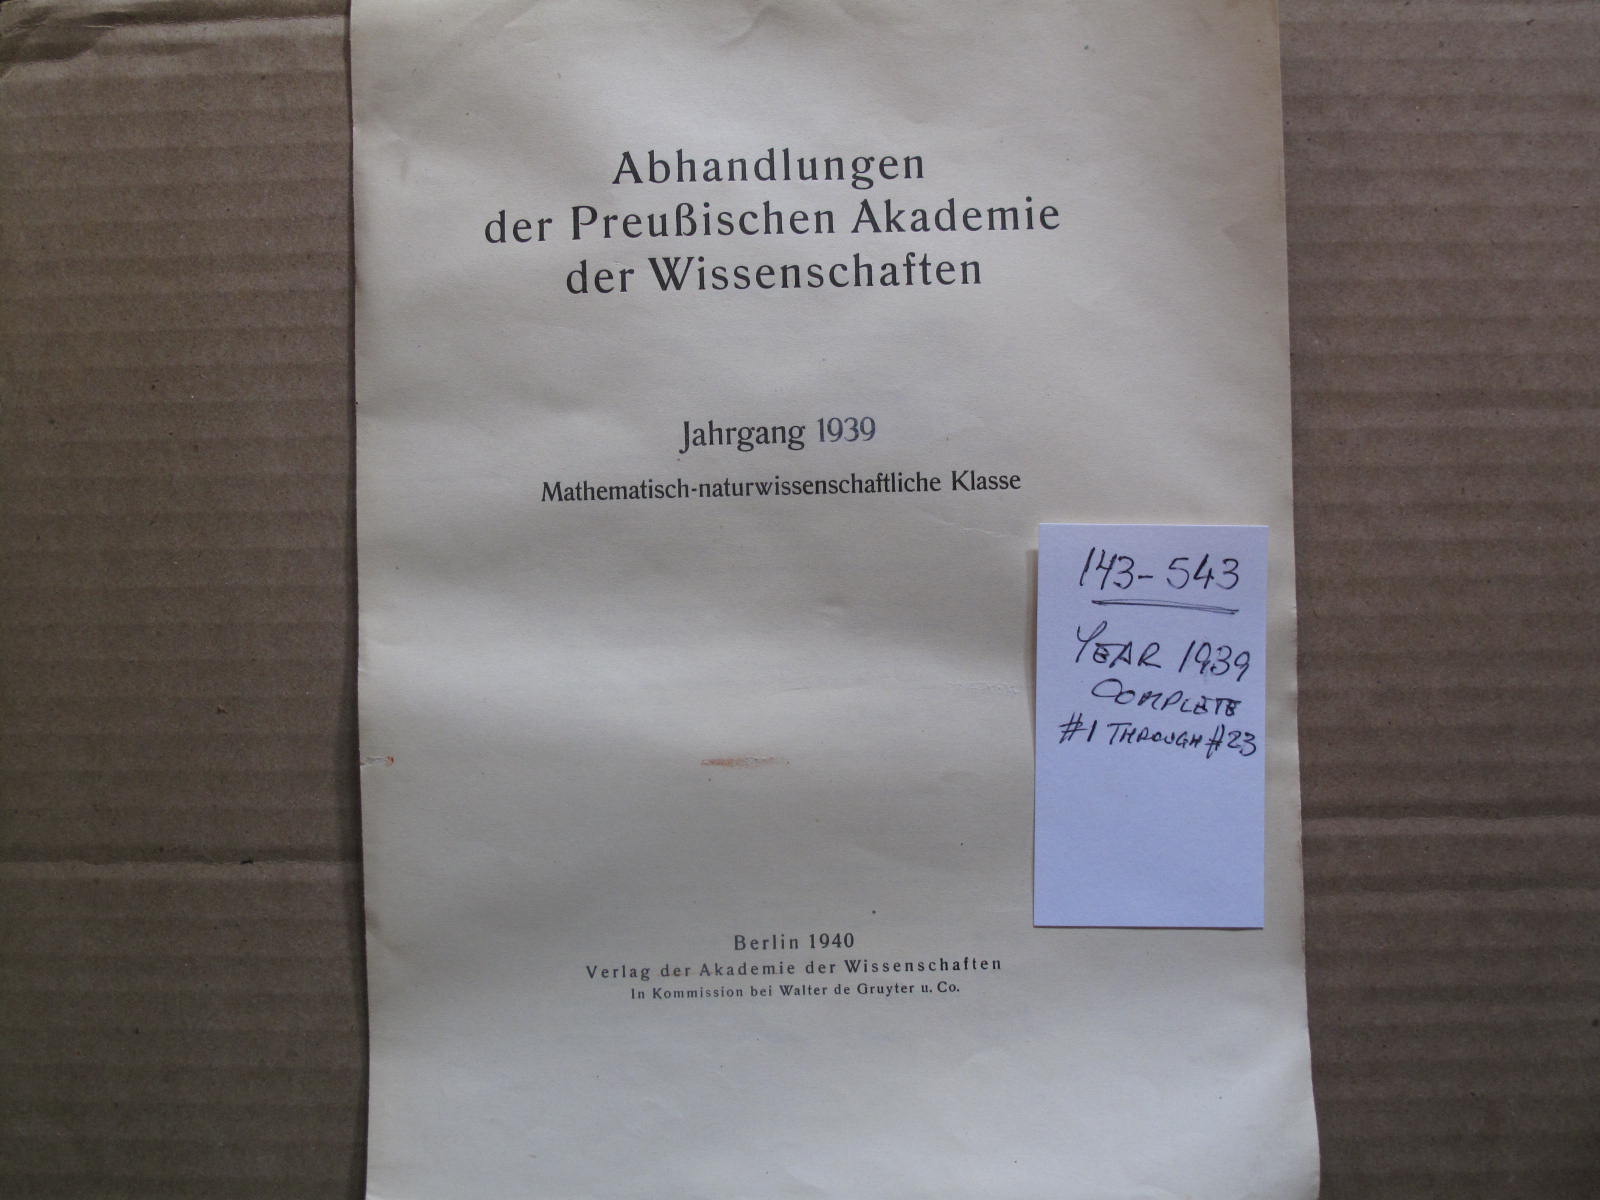 Abhandlungen
der Preußischen Akademie
der Wissenschaften
Jahrgang 1939
Mathematisch-naturwissenschaftliche Klasse
143-543
YEAR 1939
COMPLETE
#1 THROUGH #23
Berlin 1940
Verlag der Akademie der Wissenschaften
In Kommission bei Walter de Gruyter u. Co.